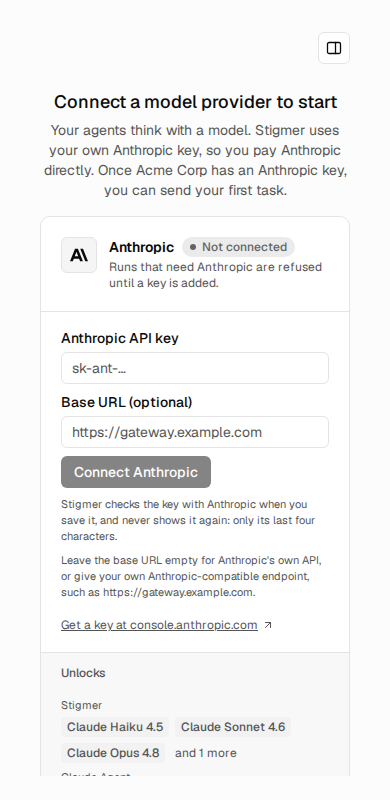 Connect a model provider to start
Your agents think with a model. Stigmer uses
your own Anthropic key, so you pay Anthropic
directly. Once Acme Corp has an Anthropic key,
you can send your first task.
Anthropic Not connected
Runs that need Anthropic are refused
until a key is added.
Anthropic API key
sk-ant-...
Base URL (optional)
https://gateway.example.com
Connect Anthropic
Stigmer checks the key with Anthropic when you
save it, and never shows it again: only its last four
characters.
Leave the base URL empty for Anthropic's own API,
or give your own Anthropic-compatible endpoint,
such as https://gateway.example.com.
Get a key at console.anthropic.com
Unlocks
Stigmer
Claude Haiku 4.5 Claude Sonnet 4.6
Claude Opus 4.8 and 1 more
Claude Agent